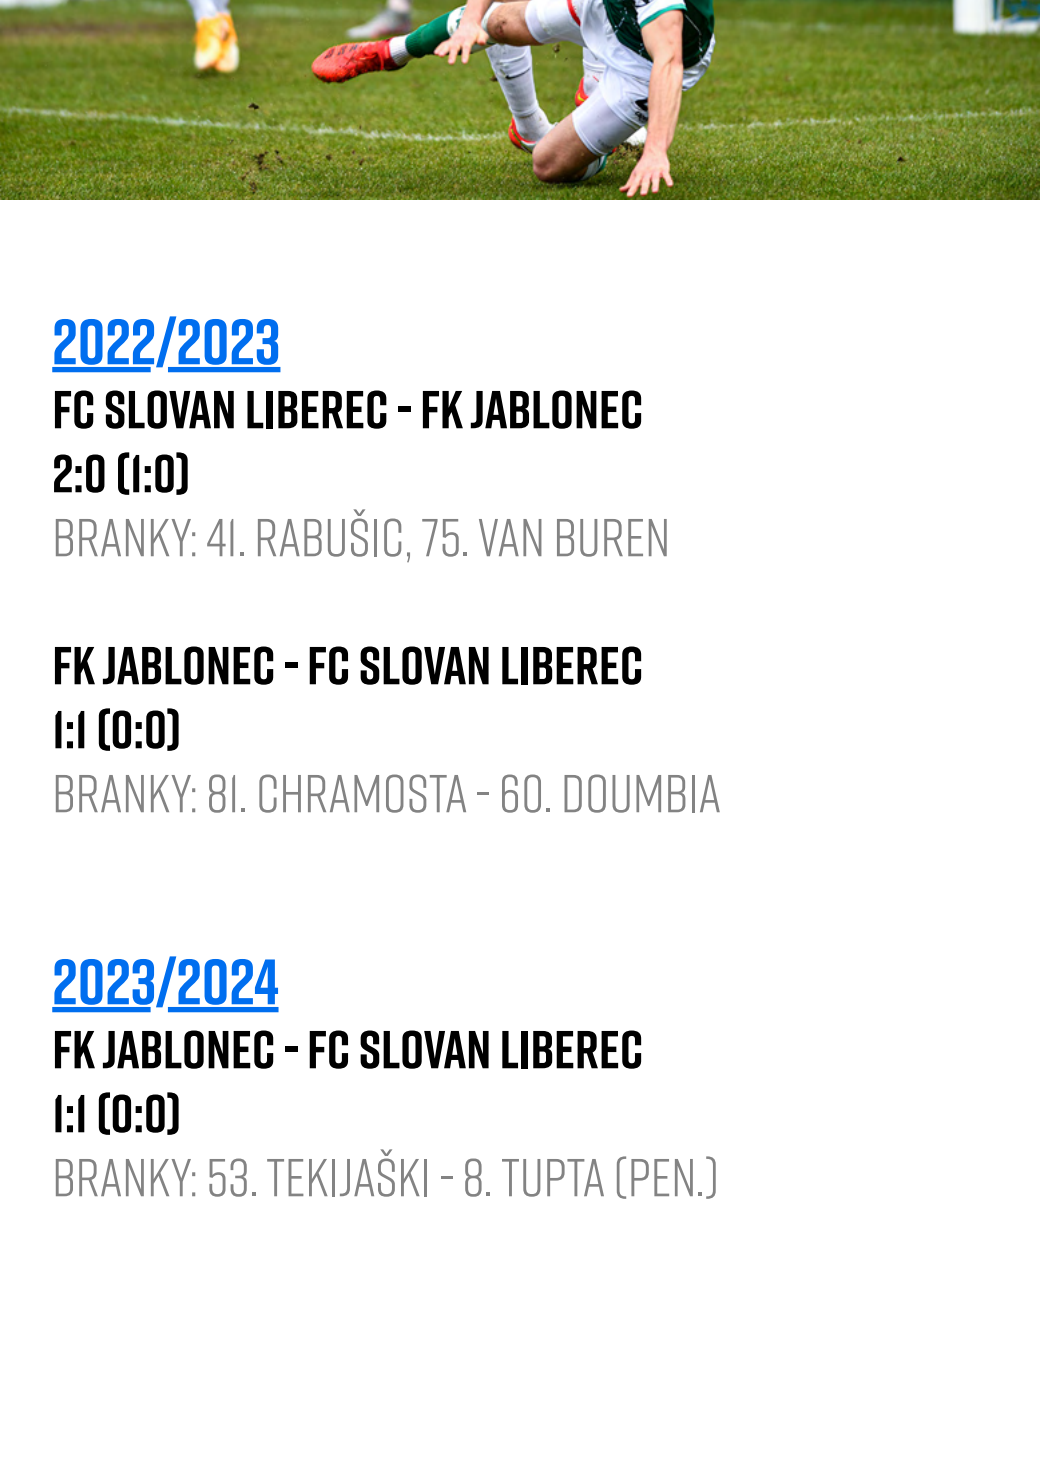 2022/2023
FC SLOVAN LIBEREC - FK JABLONEC
2:0 (1:0)
BRANKY: 41. RABUŠIC, 75. VAN BUREN
FK JABLONEC - FC SLOVAN LIBEREC
1:1 (0:0)
BRANKY: 81. CHRAMOSTA - 60. DOUMBIA
2023/2024
FK JABLONEC - FC SLOVAN LIBEREC
1:1 (0:0)
BRANKY: 53. TEKIJAŠKI - 8. TUPTA (PEN.)